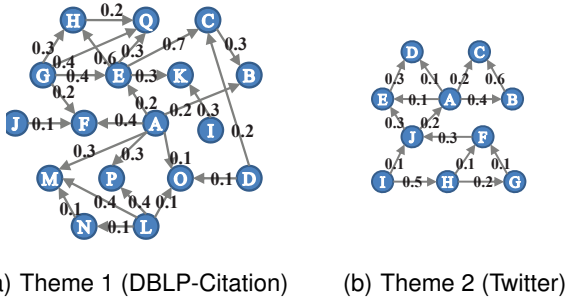 0.2
H Q C
0.3 0.4 0.6 0.3 0.7 0.3
G 0.4 E 0.3 K B
0.2 0.2 0.2 0.3
J 0.1 F 0.4 A I 0.2
0.3 0.3 0.1
M P O 0.1 D
0.1 0.4 0.4 0.1
N 0.1 L
D C
0.3 0.1 0.2 0.6
E 0.1 A 0.4 B
0.3 0.2
J 0.3 F
0.1 0.1 0.1
I 0.5 H 0.2 G
) Theme 1 (DBLP-Citation)
(b) Theme 2 (Twitter)